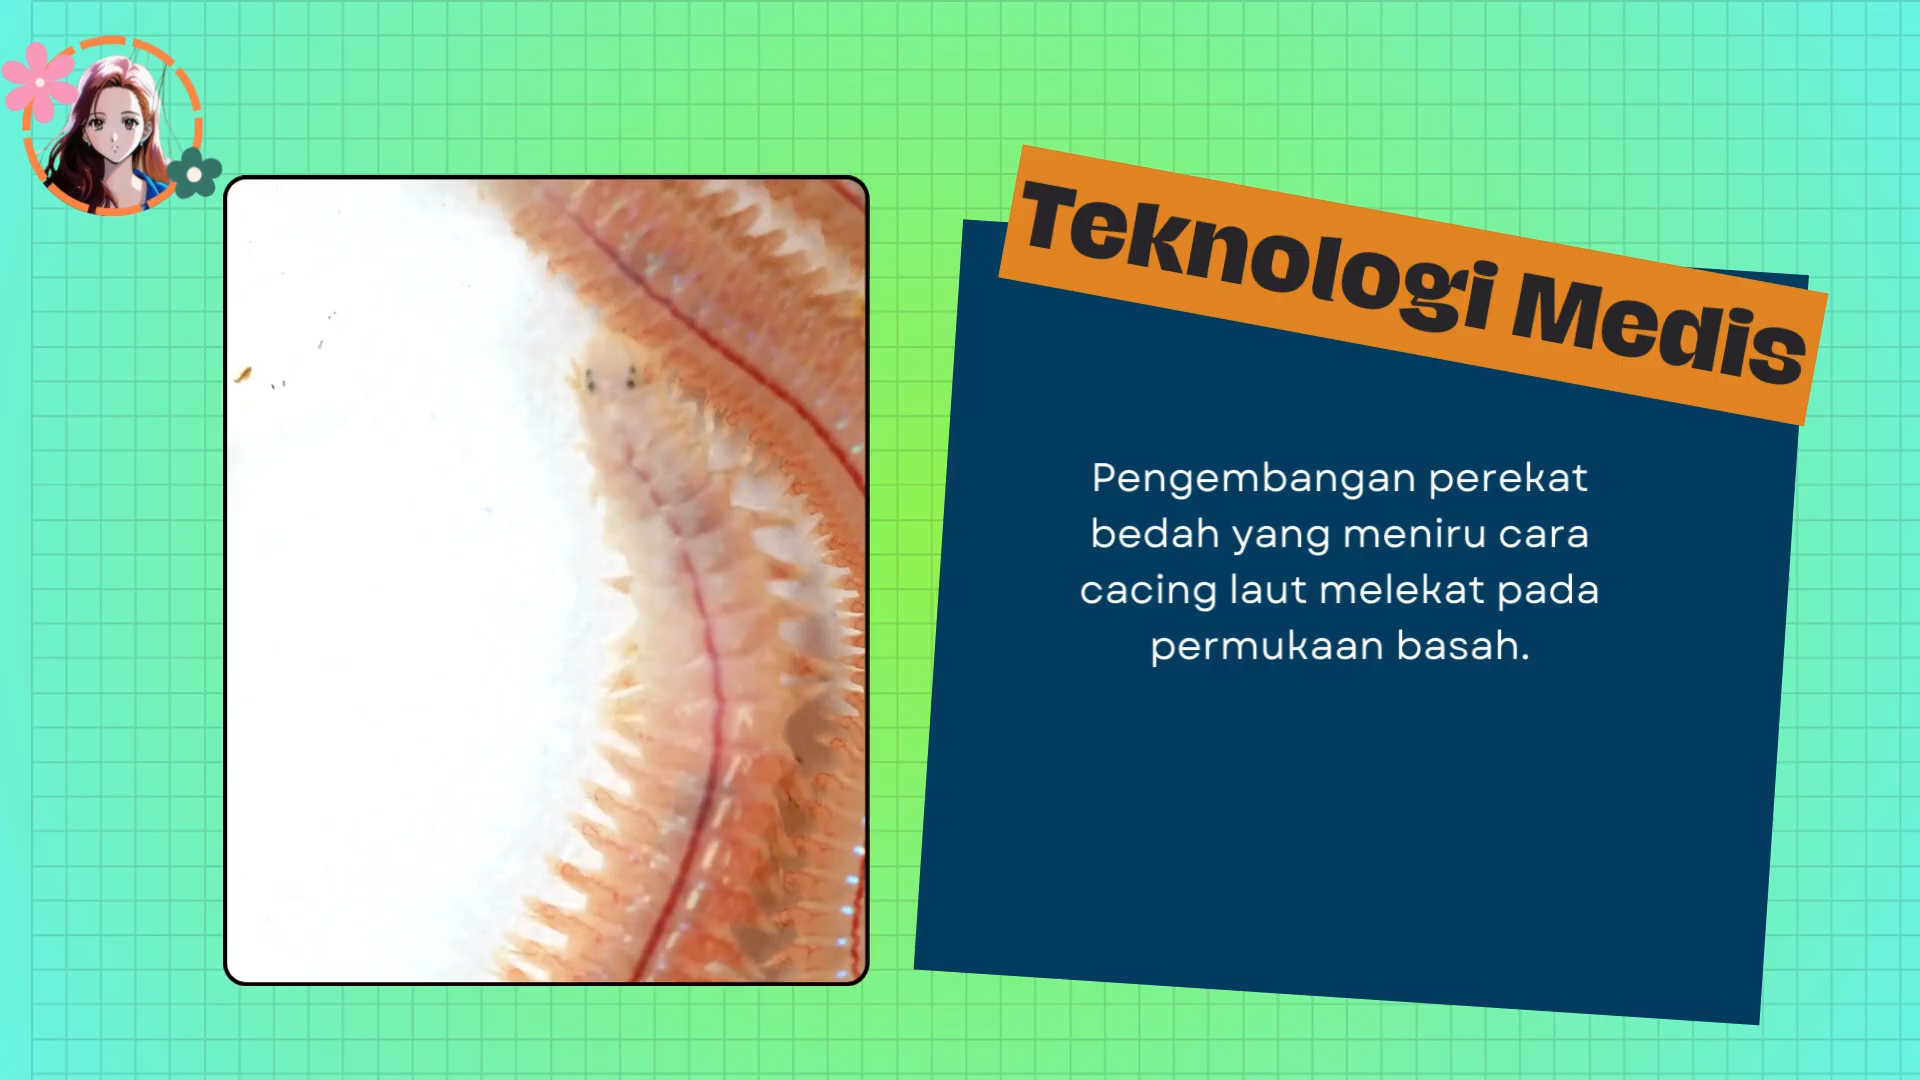 Teknologi Medis
Pengembangan perekat
bedah yang meniru cara
cacing laut melekat pada
permukaan basah.